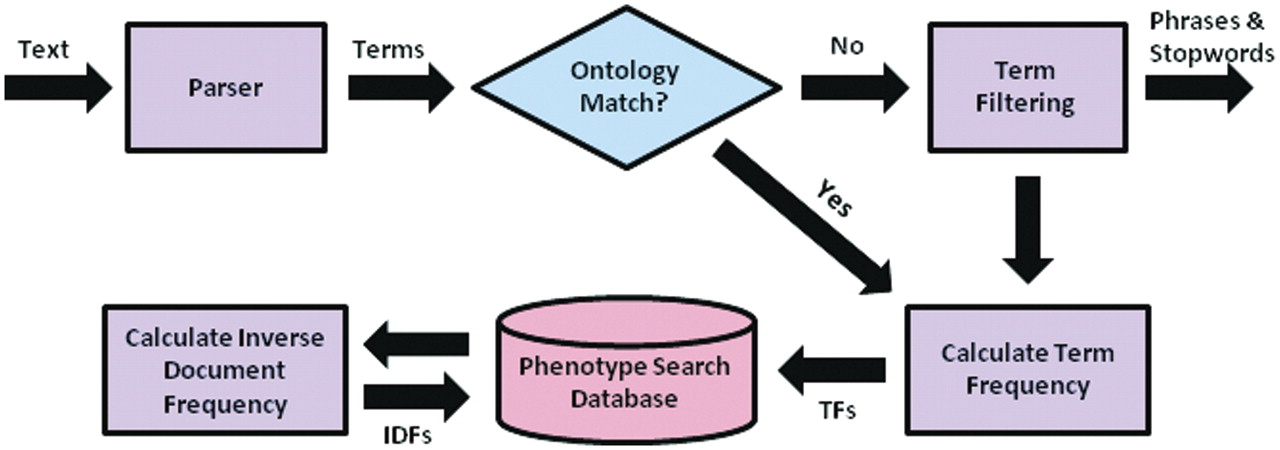 Text
Parser
Terms
Ontology
Match?
No
Term
Filtering
Phrases &
Stopwords
Yes
Calculate Inverse
Document
Frequency
IDFs
Phenotype Search
Database
TFs
Calculate Term
Frequency